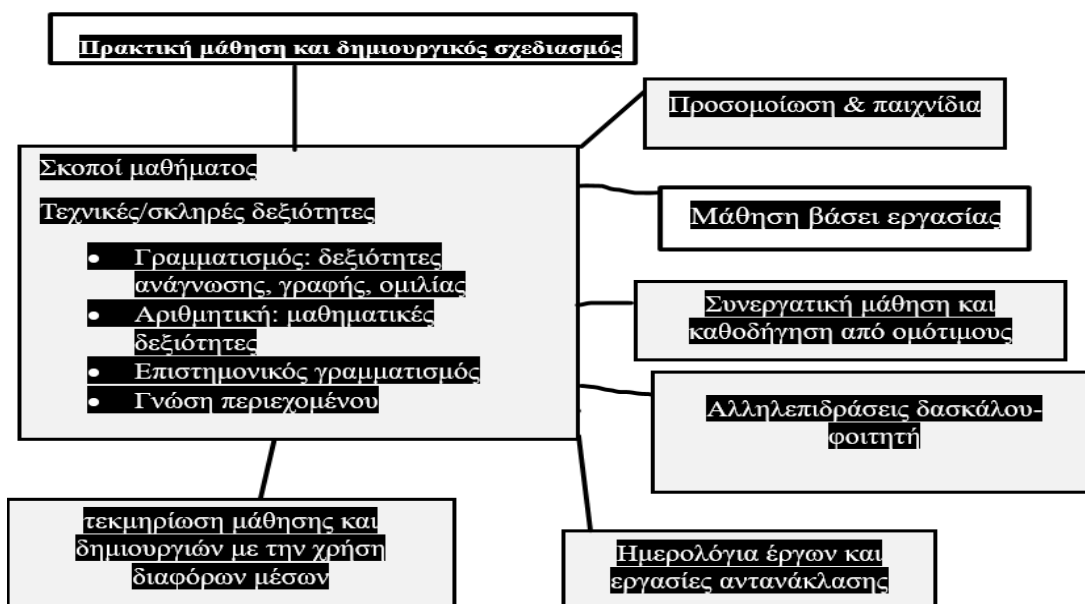 Πρακτική μάθηση και δημιουργικός σχεδιασμός
Προσομοίωση & παιχνίδια
Σκοποί μαθήματος
Τεχνικές/σκληρές δεξιότητες
• Γραμματισμός: δεξιότητες
ανάγνωσης, γραφής, ομιλίας
• Αριθμητική: μαθηματικές
δεξιότητες
• Επιστημονικός γραμματισμός
• Γνώση περιεχομένου
Μάθηση βάσει εργασίας
Συνεργατική μάθηση και
καθοδήγηση από ομότιμους
Αλληλεπιδράσεις δασκάλου-
φοιτητή
τεκμηρίωση μάθησης και
δημιουργιών με την χρήση
διαφόρων μέσων
Ημερολόγια έργων και
εργασίες αντανάκλασης